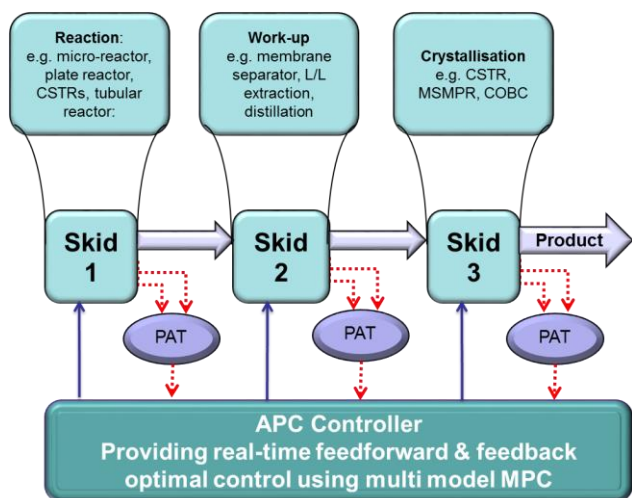 Reaction:
e.g. micro-reactor,
plate reactor,
CSTRs, tubular
reactor:
Work-up
e.g. membrane
separator, L/L
extraction,
distillation
Crystallisation
e.g. CSTR,
MSMPR, COBC
Skid
1
Skid
2
Skid
3
Product
PAT
PAT
PAT
APC Controller
Providing real-time feedforward & feedback
optimal control using multi model MPC